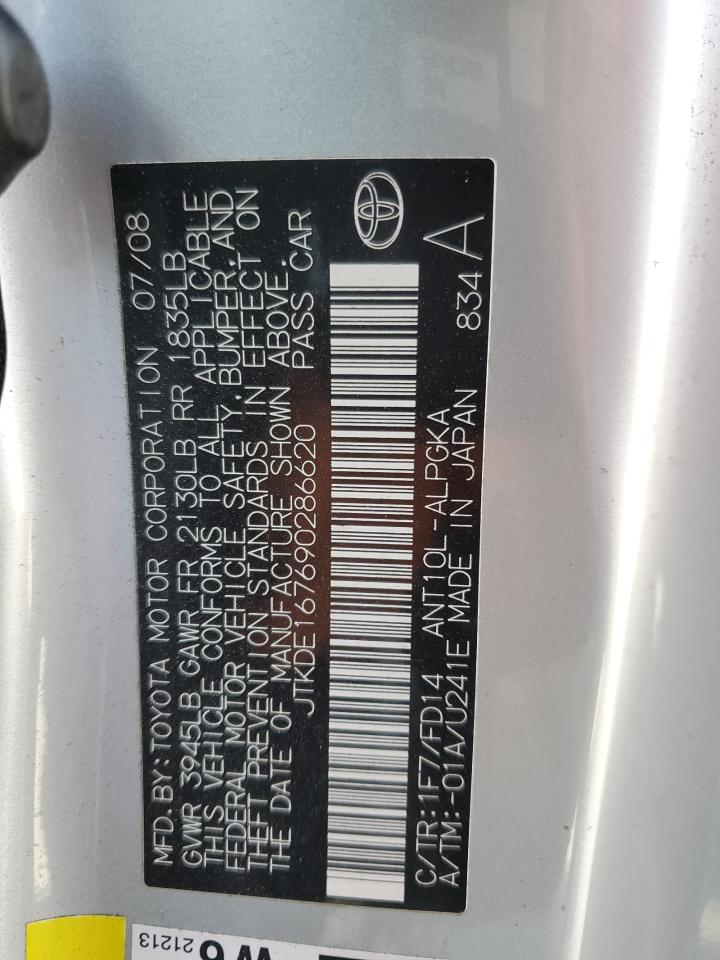 MFD.BY:TOYOTA MOTOR CORPORATION 07/08
GVWR 3945LB GAWR FR 2130LB RR 1835LB
THIS VEHICLE CONFORMS TO ALL APPLICABLE
FEDERAL MOTOR VEHICLE SAFETY,BUMPER,AND
THEFT PREVENTION STANDARDS IN EFFECT ON
THE DATE OF MANUFACTURE SHOWN ABOVE.
JTKDE167690286620 PASS CAR
C/TR:1F7/FD14 ANT10L-ALPGKA
A/TM:-01A/U241E MADE IN JAPAN 834 A
21213
W6